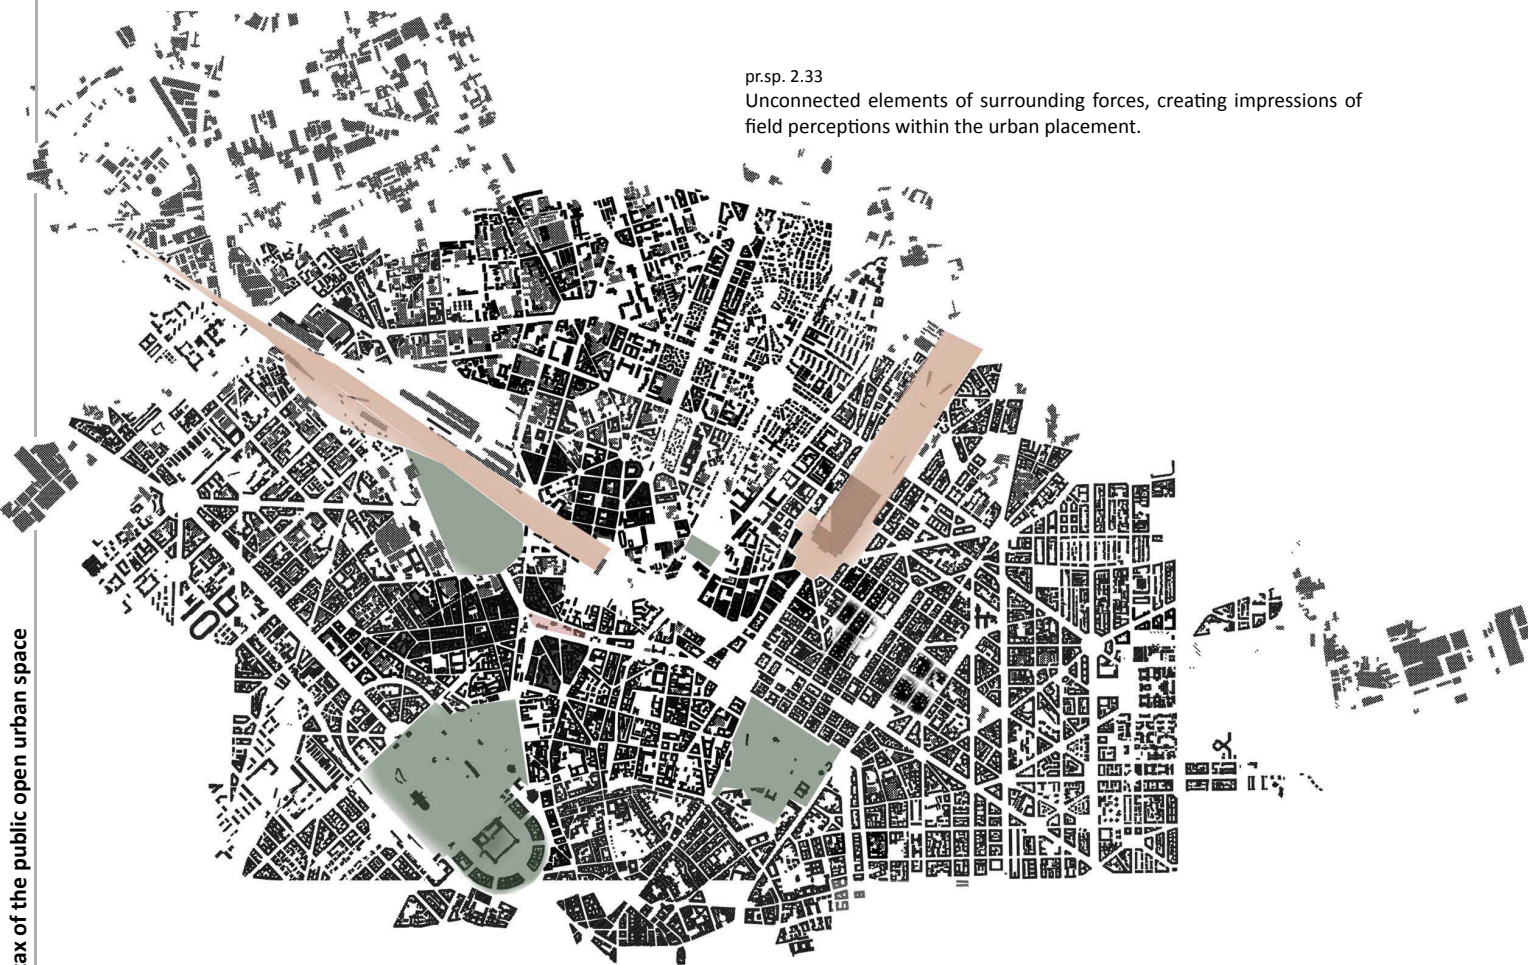 pr.sp. 2.33
Unconnected elements of surrounding forces, creating impressions of
field perceptions within the urban placement.
of the public open urban space